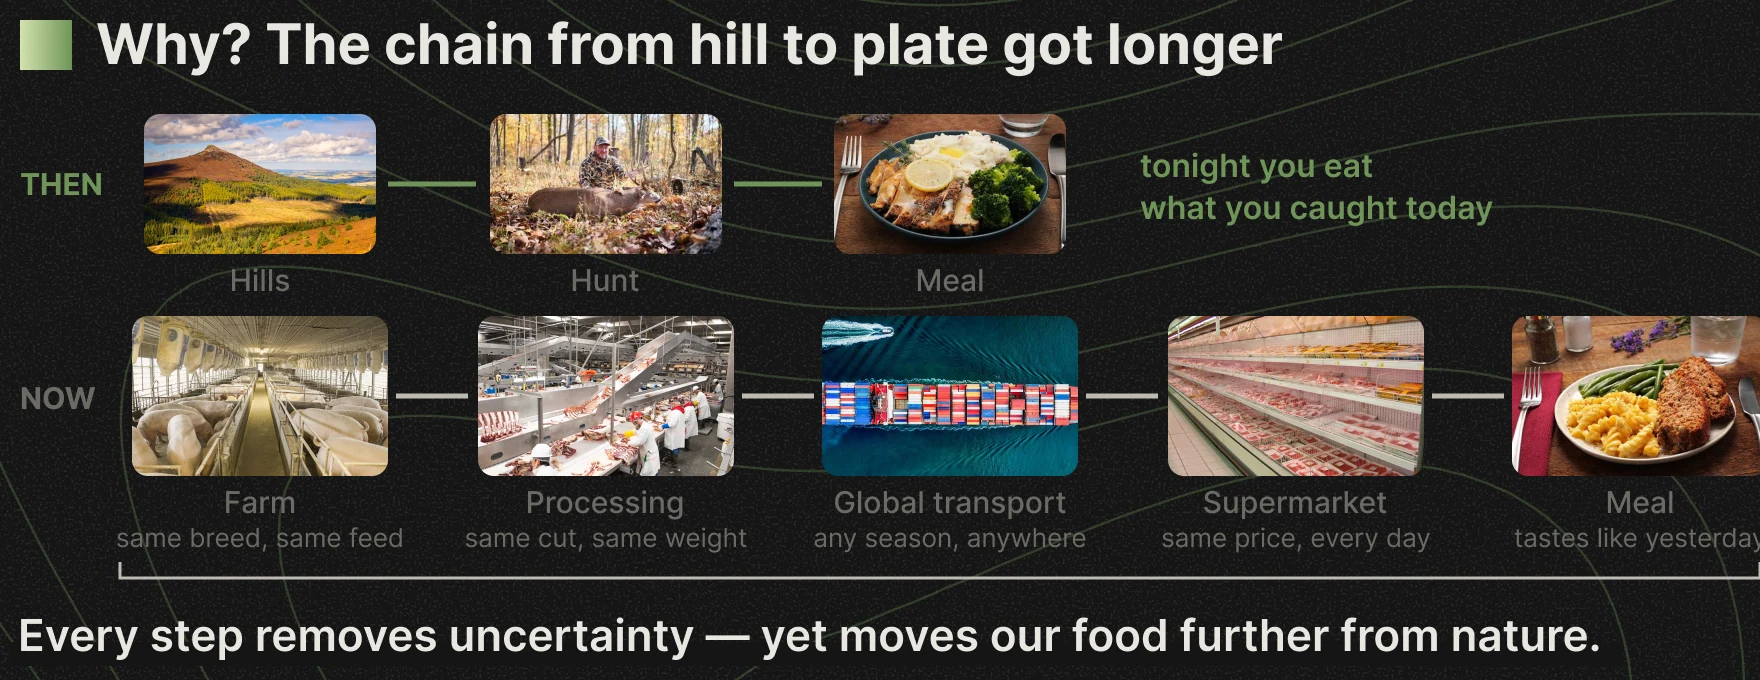 Why? The chain from hill to plate got longer
THEN
tonight you eat
what you caught today
Hills
Hunt
Meal
NOW
Farm
Processing
Global transport
Supermarket
Meal
same breed, same feed
same cut, same weight
any season, anywhere
same price, every day
tastes like yesterday
Every step removes uncertainty — yet moves our food further from nature.